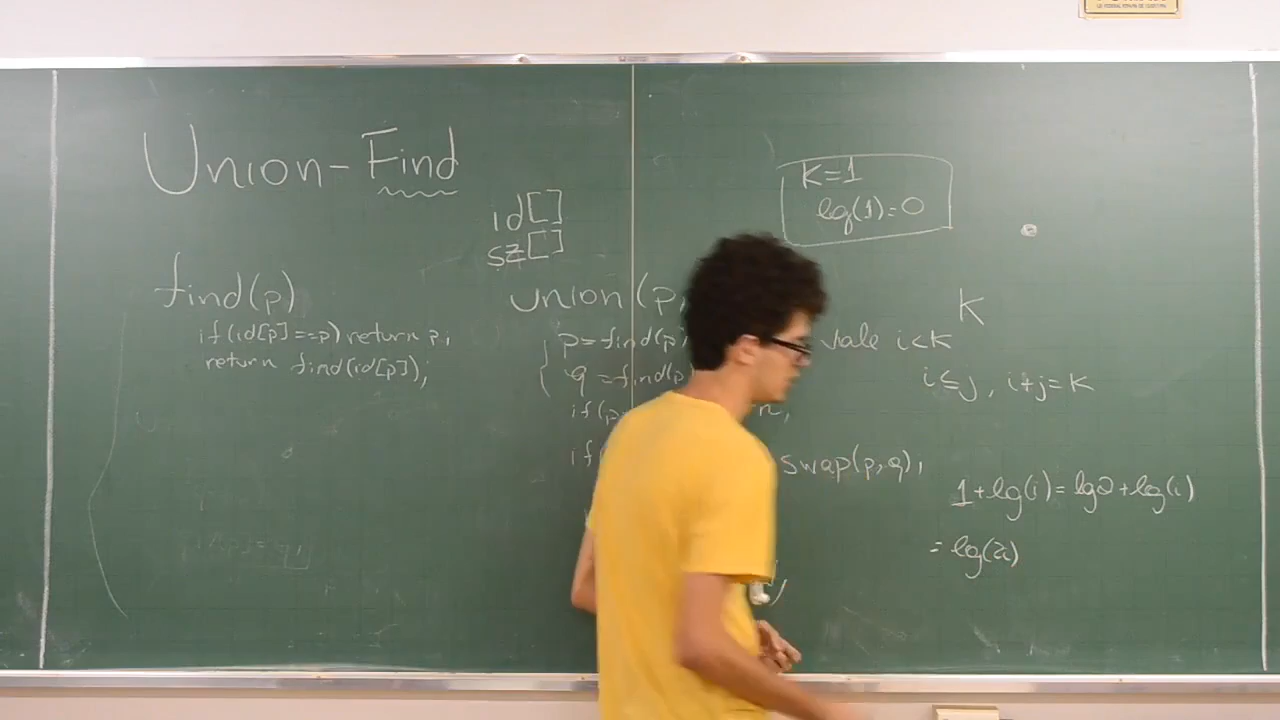 Union-Find
id[]
sz[]
find(p)
if(id[p]==p) return p;
return find(id[p]);
union(p,
p=find(p)
q=find(p)
if(p
if(
swap(p,q);
K=1
lg(1)=0
K
vale i<k
i≤j, i+j=K
1+lg(i)=lg2+lg(i)
=lg(2i)